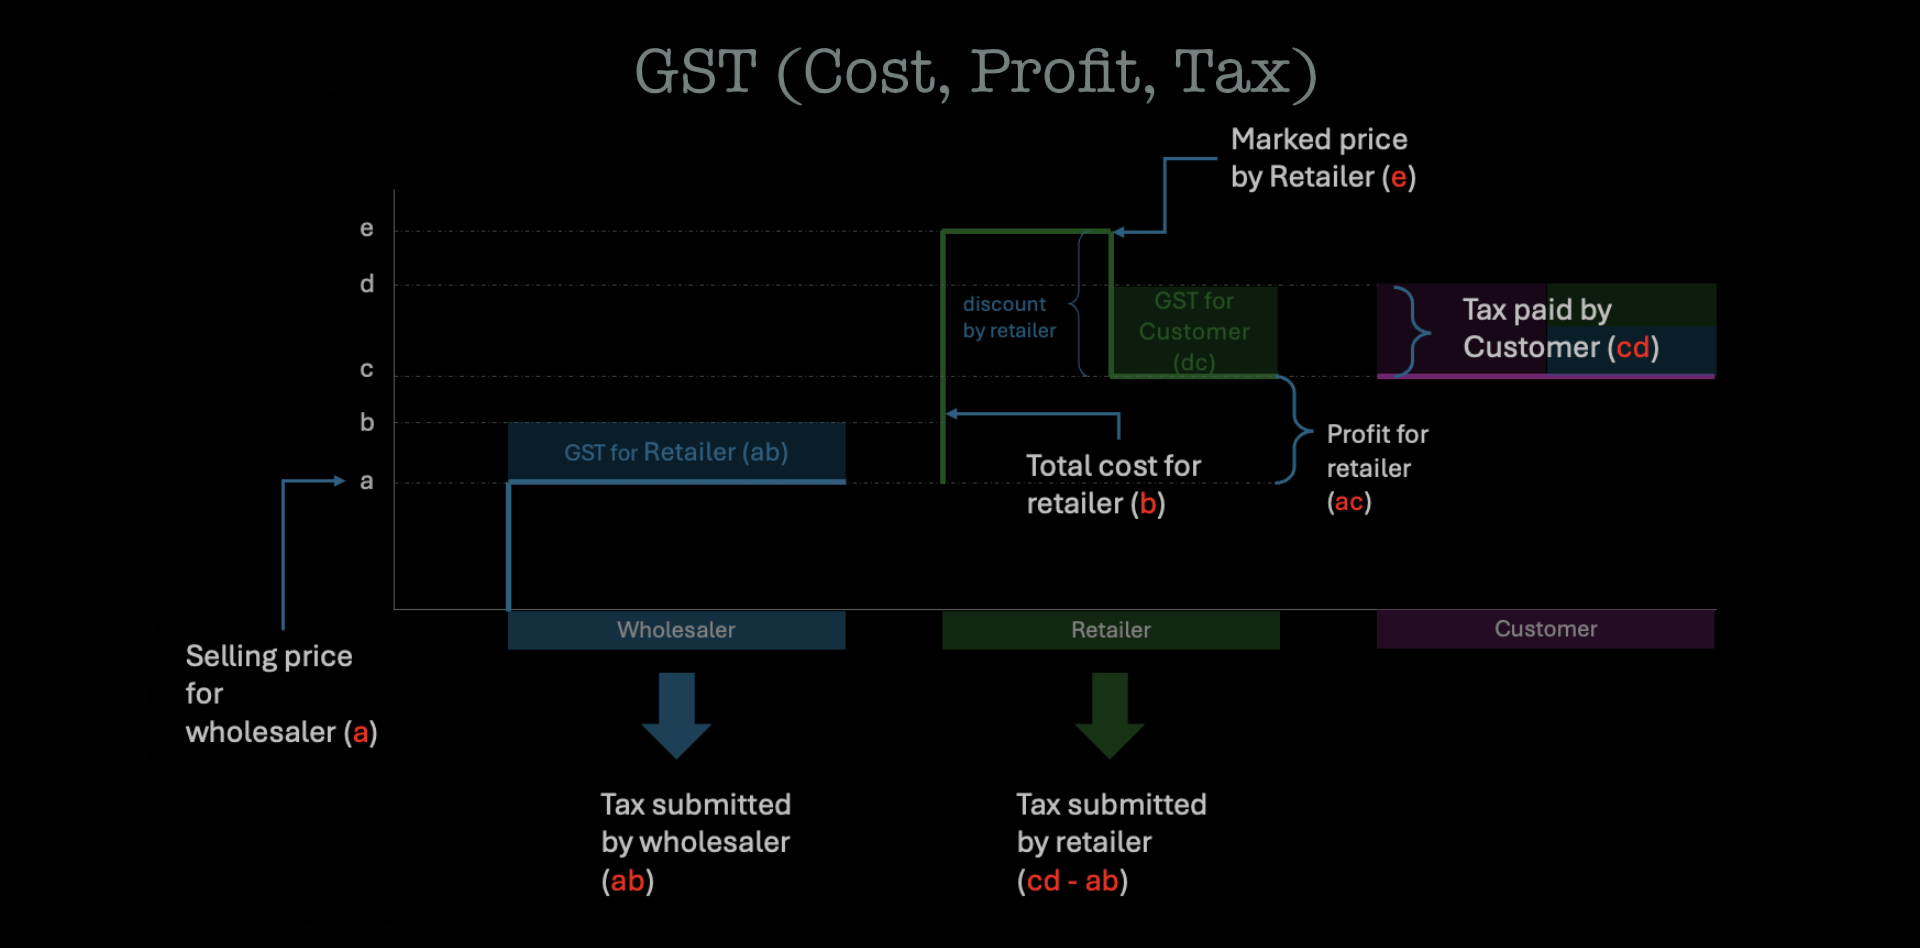 GST (Cost, Profit, Tax)
Marked price
by Retailer (e)
e
d
c
b
a
discount
by retailer
GST for
Customer
(dc)
Tax paid by
Customer (cd)
GST for Retailer (ab)
Total cost for
retailer (b)
Profit for
retailer
(ac)
Wholesaler
Retailer
Customer
Selling price
for
wholesaler (a)
Tax submitted
by wholesaler
(ab)
Tax submitted
by retailer
(cd - ab)